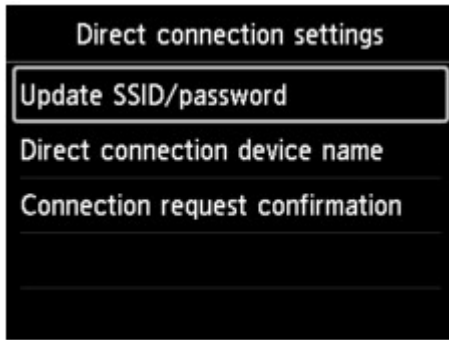 Direct connection settings
Update SSID/password
Direct connection device name
Connection request confirmation